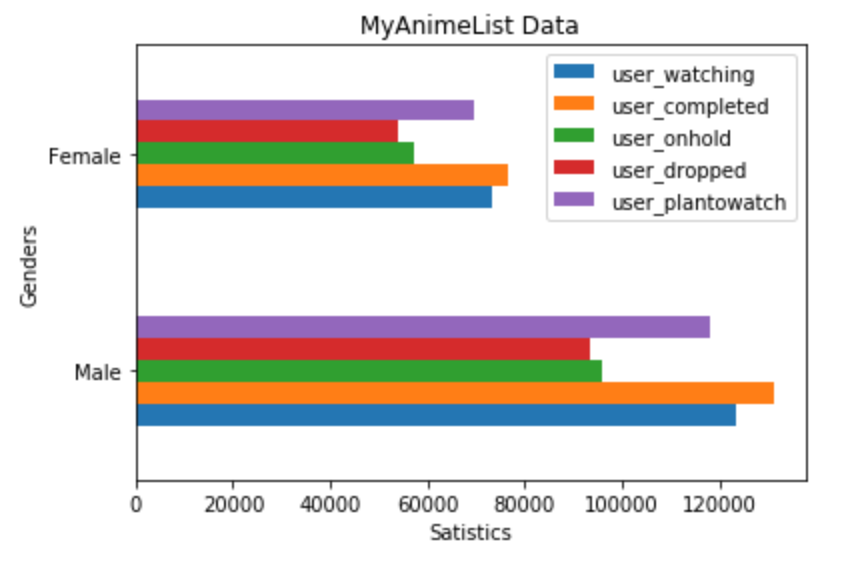 MyAnimeList Data
user_watching
user_completed
user_onhold
user_dropped
user_plantowatch
Female
Genders
Male
0 20000 40000 60000 80000 100000 120000
Satistics